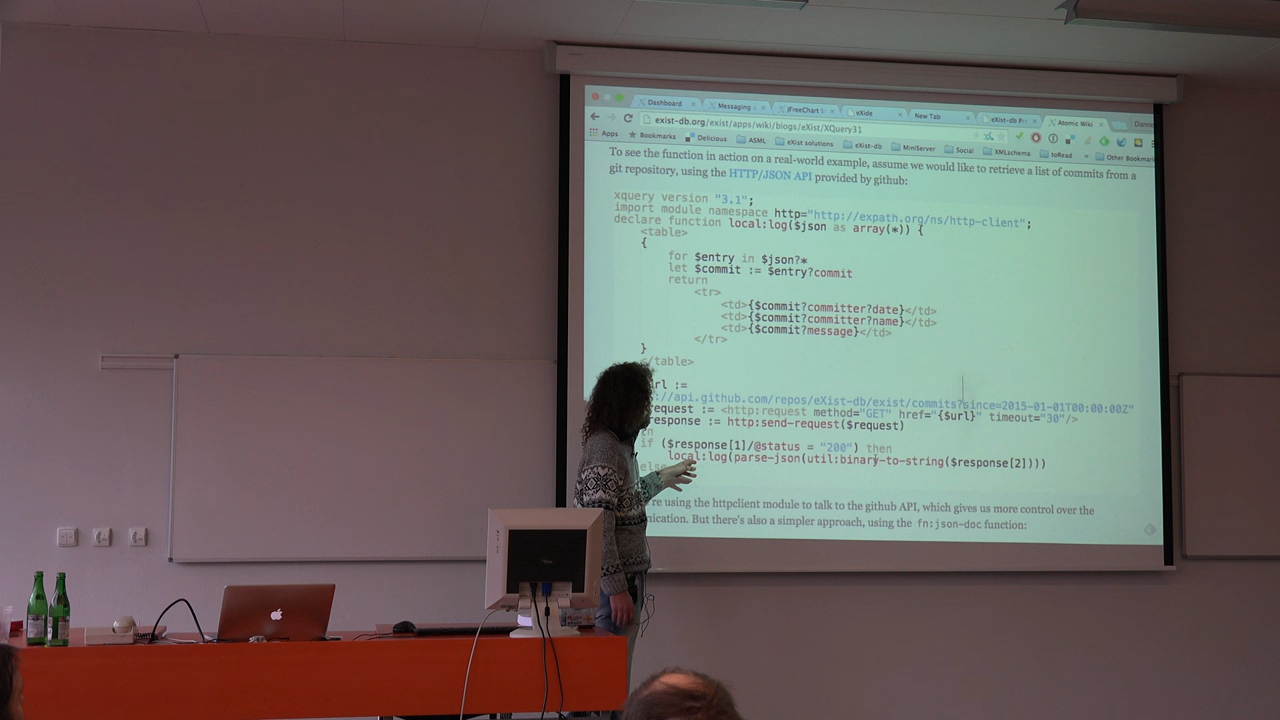 Dashboard
Messaging
JFreeChart
eXide
New Tab
eXist-db
Atomic Wiki
exist-db.org/exist/apps/wiki/blogs/eXist/XQuery31
Apps Bookmarks Delicious ASML eXist solutions eXist-db MiniServer Social XMLschema toRead » Other Bookmark
To see the function in action on a real-world example, assume we would like to retrieve a list of commits from a
git repository, using the HTTP/JSON API provided by github:
xquery version "3.1";
import module namespace http="http://expath.org/ns/http-client";
declare function local:log($json as array(*)) {
<table>
{
for $entry in $json?*
let $commit := $entry?commit
return
<tr>
<td>{$commit?committer?date}</td>
<td>{$commit?committer?name}</td>
<td>{$commit?message}</td>
</tr>
}
</table>
rl :=
://api.github.com/repos/eXist-db/exist/commits?since=2015-01-01T00:00:00Z"
request := <http:request method="GET" href="{$url}" timeout="30"/>
response := http:send-request($request)
if ($response[1]/@status = "200") then
local:log(parse-json(util:binary-to-string($response[2])))
else
re using the httpclient module to talk to the github API, which gives us more control over the
nication. But there's also a simpler approach, using the fn:json-doc function: